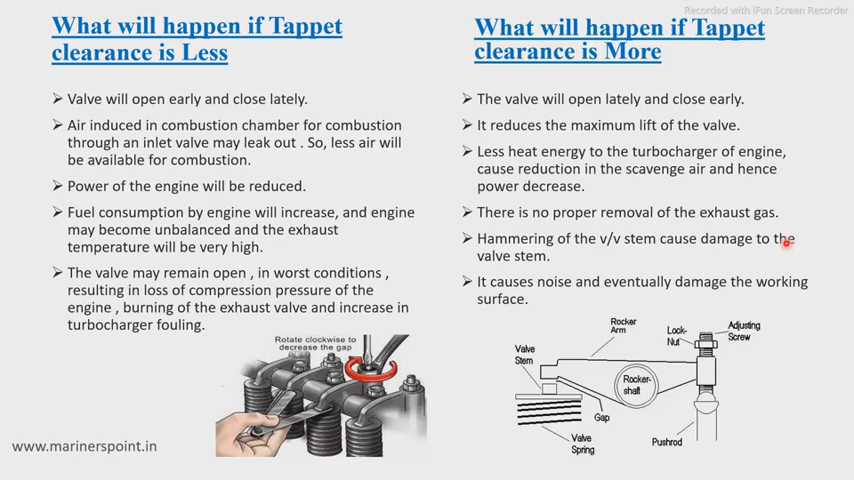 Recorded with iFun Screen Recorder
What will happen if Tappet
clearance is Less
➢ Valve will open early and close lately.
➢ Air induced in combustion chamber for combustion
through an inlet valve may leak out . So, less air will
be available for combustion.
➢ Power of the engine will be reduced.
➢ Fuel consumption by engine will increase, and engine
may become unbalanced and the exhaust
temperature will be very high.
➢ The valve may remain open , in worst conditions ,
resulting in loss of compression pressure of the
engine , burning of the exhaust valve and increase in
turbocharger fouling.
Rotate clockwise to
decrease the gap
www.marinerspoint.in
What will happen if Tappet
clearance is More
➢ The valve will open lately and close early.
➢ It reduces the maximum lift of the valve.
➢ Less heat energy to the turbocharger of engine,
cause reduction in the scavenge air and hence
power decrease.
➢ There is no proper removal of the exhaust gas.
➢ Hammering of the v/v stem cause damage to the
valve stem.
➢ It causes noise and eventually damage the working
surface.
Rocker
Arm
Lock-
Nut
Adjusting
Screw
Valve
Stem
Rocker-
shaft
Gap
Valve
Spring
Pushrod